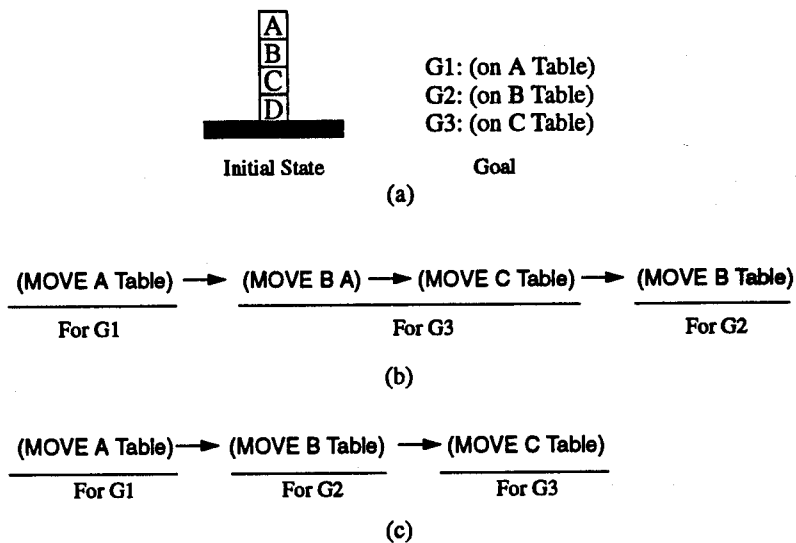 A
B
C
D
G1: (on A Table)
G2: (on B Table)
G3: (on C Table)
Initial State
Goal
(a)
(MOVE A Table) (MOVE B A) (MOVE C Table) (MOVE B Table)
For G1 For G3 For G2
(b)
(MOVE A Table) (MOVE B Table) (MOVE C Table)
For G1 For G2 For G3
(c)